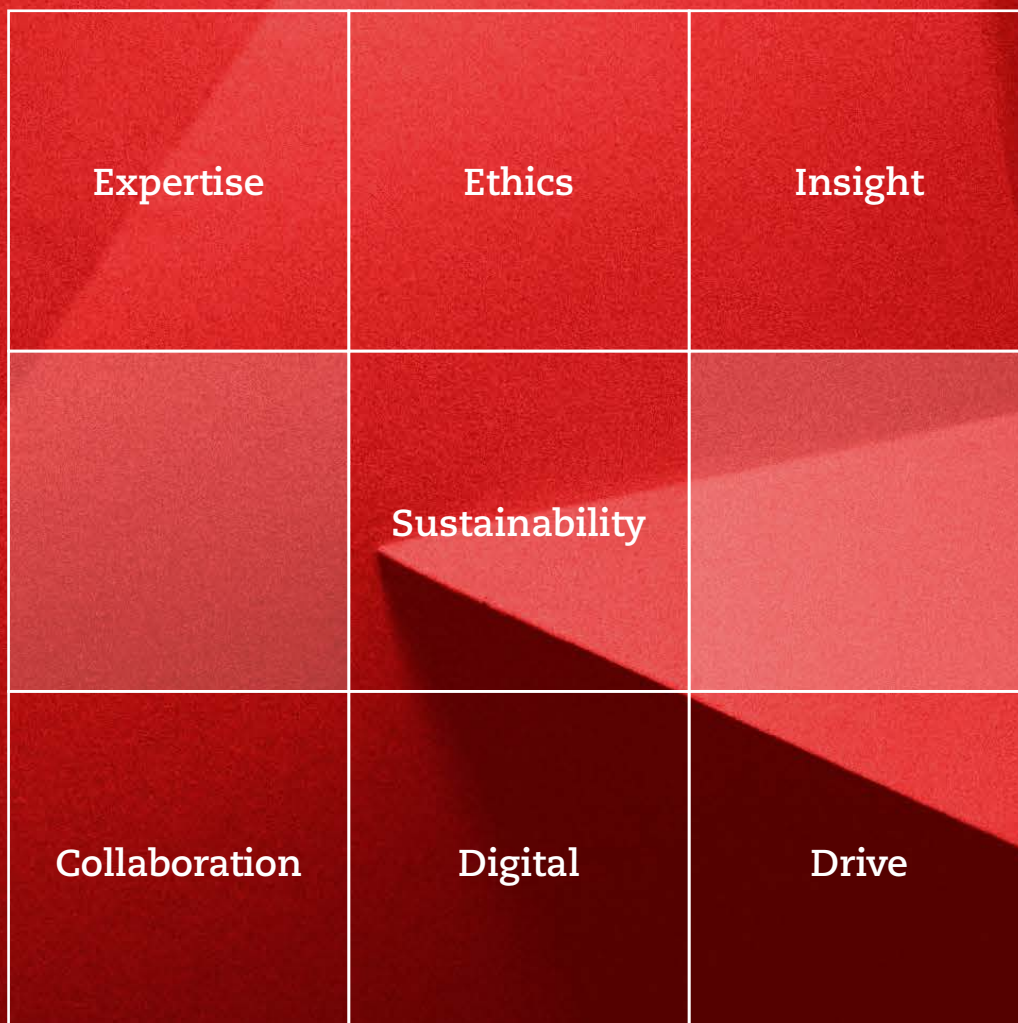 Expertise
Ethics
Insight
Sustainability
Collaboration
Digital
Drive